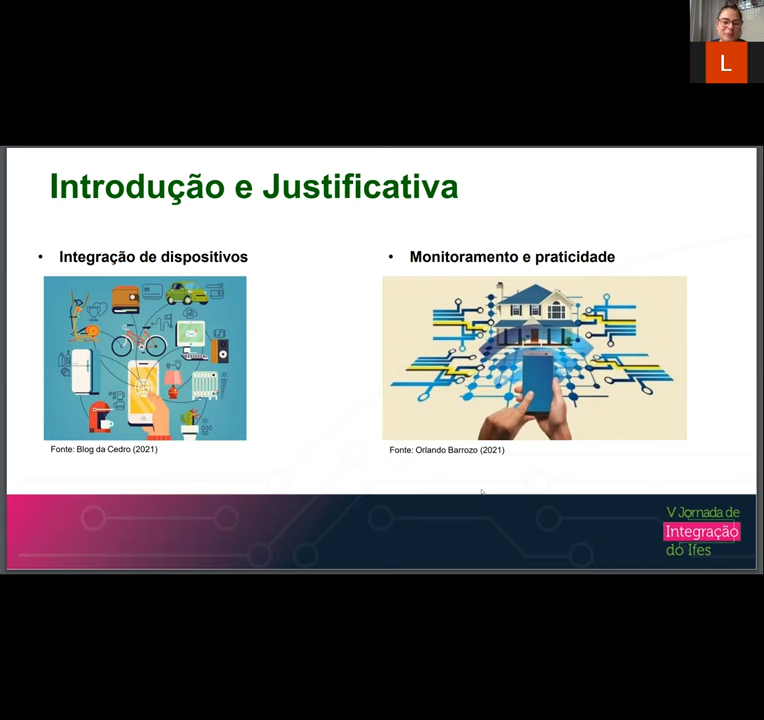 L
Introdução e Justificativa
• Integração de dispositivos
• Monitoramento e praticidade
Fonte: Blog da Cedro (2021)
Fonte: Orlando Barrozo (2021)
V Jornada de
Integração
do Ifes